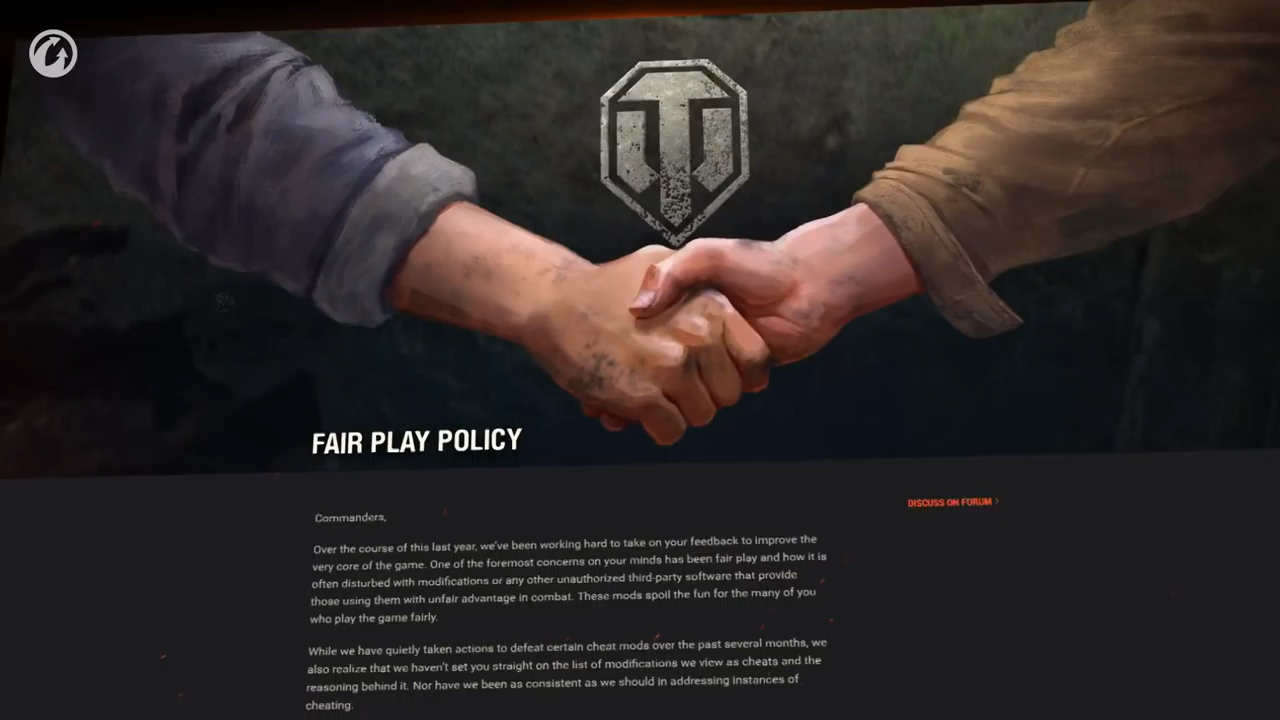 FAIR PLAY POLICY
DISCUSS ON FORUM >
Commanders,
Over the course of this last year, we've been working hard to take on your feedback to improve the
very core of the game. One of the foremost concerns on your minds has been fair play and how it is
often disturbed with modifications or any other unauthorized third-party software that provide
those using them with unfair advantage in combat. These mods spoil the fun for the many of you
who play the game fairly.
While we have quietly taken actions to defeat certain cheat mods over the past several months, we
also realize that we haven't set you straight on the list of modifications we view as cheats and the
reasoning behind it. Nor have we been as consistent as we should in addressing instances of
cheating.